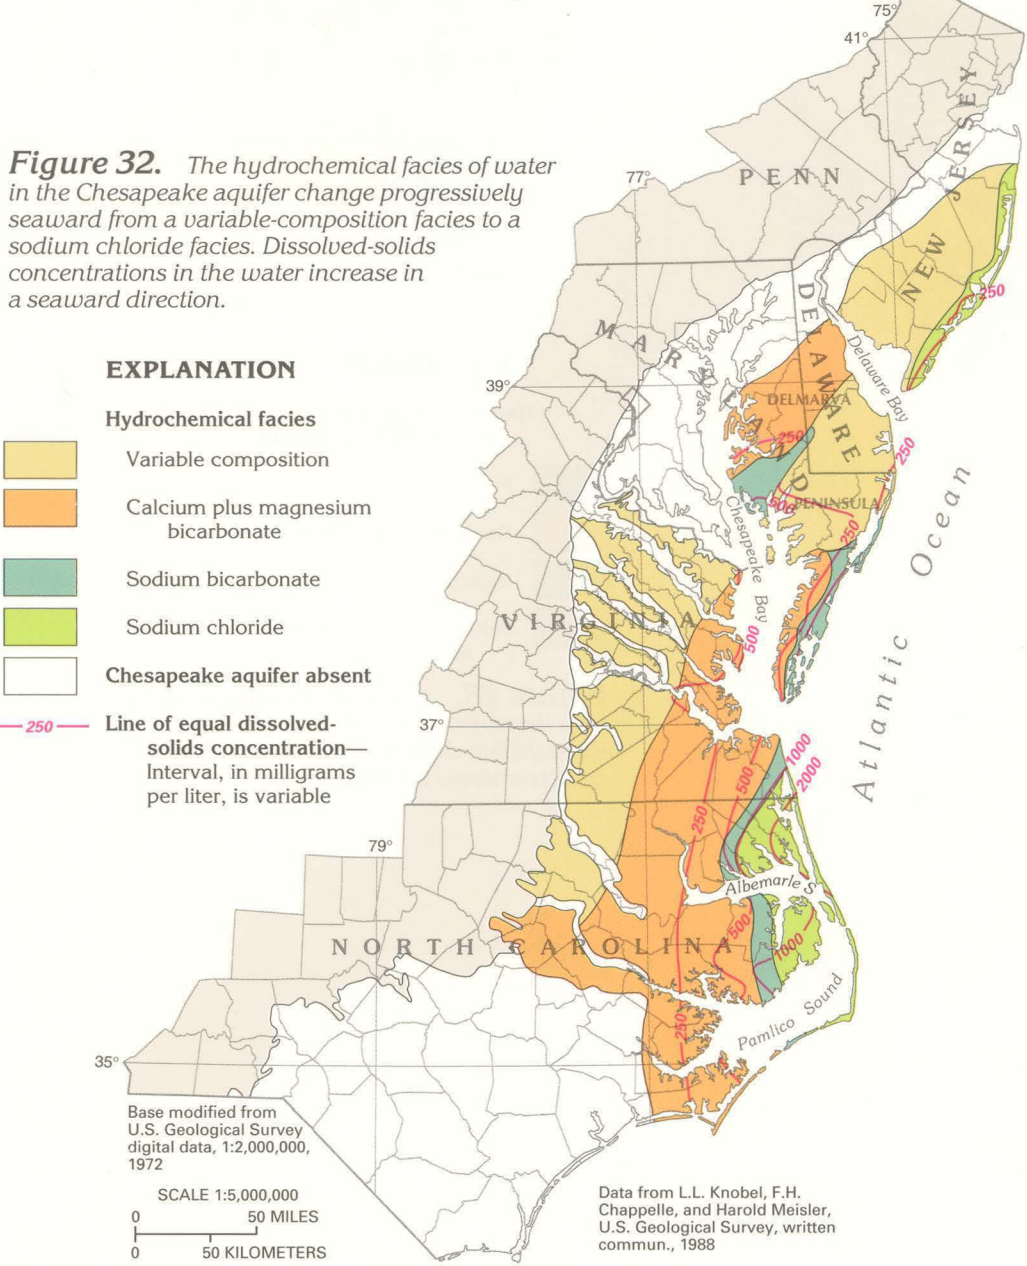 Figure 32. The hydrochemical facies of water
in the Chesapeake aquifer change progressively
seaward from a variable-composition facies to a
sodium chloride facies. Dissolved-solids
concentrations in the water increase in
a seaward direction.
EXPLANATION
Hydrochemical facies
Variable composition
Calcium plus magnesium
bicarbonate
Sodium bicarbonate
Sodium chloride
Chesapeake aquifer absent
250
Line of equal dissolved-
solids concentration—
Interval, in milligrams
per liter, is variable
75°
41°
77°
39°
37°
79°
35°
PENN
NEW JERSEY
MARYLAND
DELAWARE
DELMARVA
PENINSULA
VIRGINIA
NORTH CAROLINA
Delaware Bay
Chesapeake Bay
Atlantic Ocean
Albemarle S
Pamlico Sound
250
250
250
500
250
500
1000
2000
500
250
500
1000
250
Base modified from
U.S. Geological Survey
digital data, 1:2,000,000,
1972
SCALE 1:5,000,000
0 50 MILES
0 50 KILOMETERS
Data from L.L. Knobel, F.H.
Chappelle, and Harold Meisler,
U.S. Geological Survey, written
commun., 1988